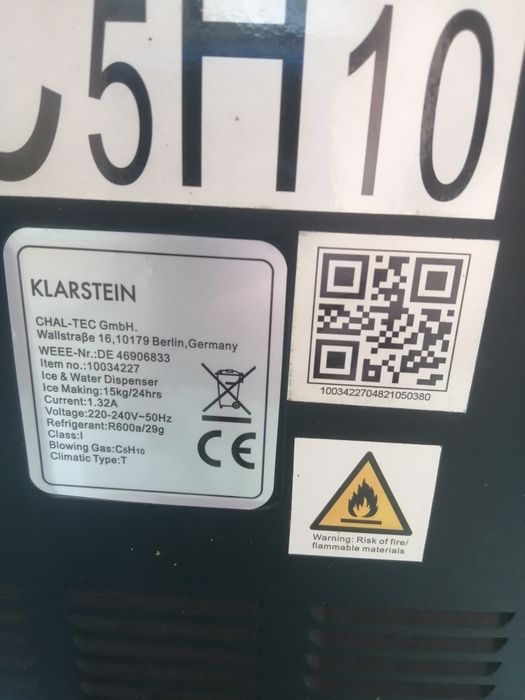 C5H10
KLARSTEIN
CHAL-TEC GmbH.
Wallstraße 16,10179 Berlin,Germany
WEEE-Nr.:DE 46906833
Item no.:10034227
Ice & Water Dispenser
Ice Making:15kg/24hrs
Current:1.32A
Voltage:220-240V~50Hz
Refrigerant:R600a/29g
Class:I
Blowing Gas:C5H10
Climatic Type:T
CE
1003422704821050380
Warning: Risk of fire/
flammable materials